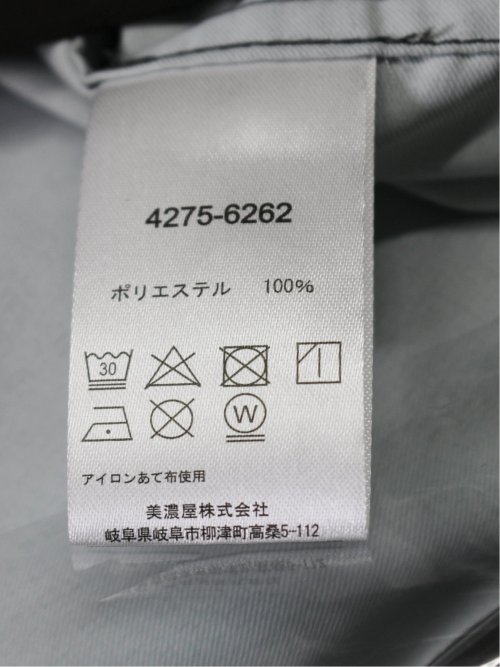 4275-6262
ポリエステル 100%
30
W
アイロンあて布使用
美濃屋株式会社
岐阜県岐阜市柳津町高桑5-112